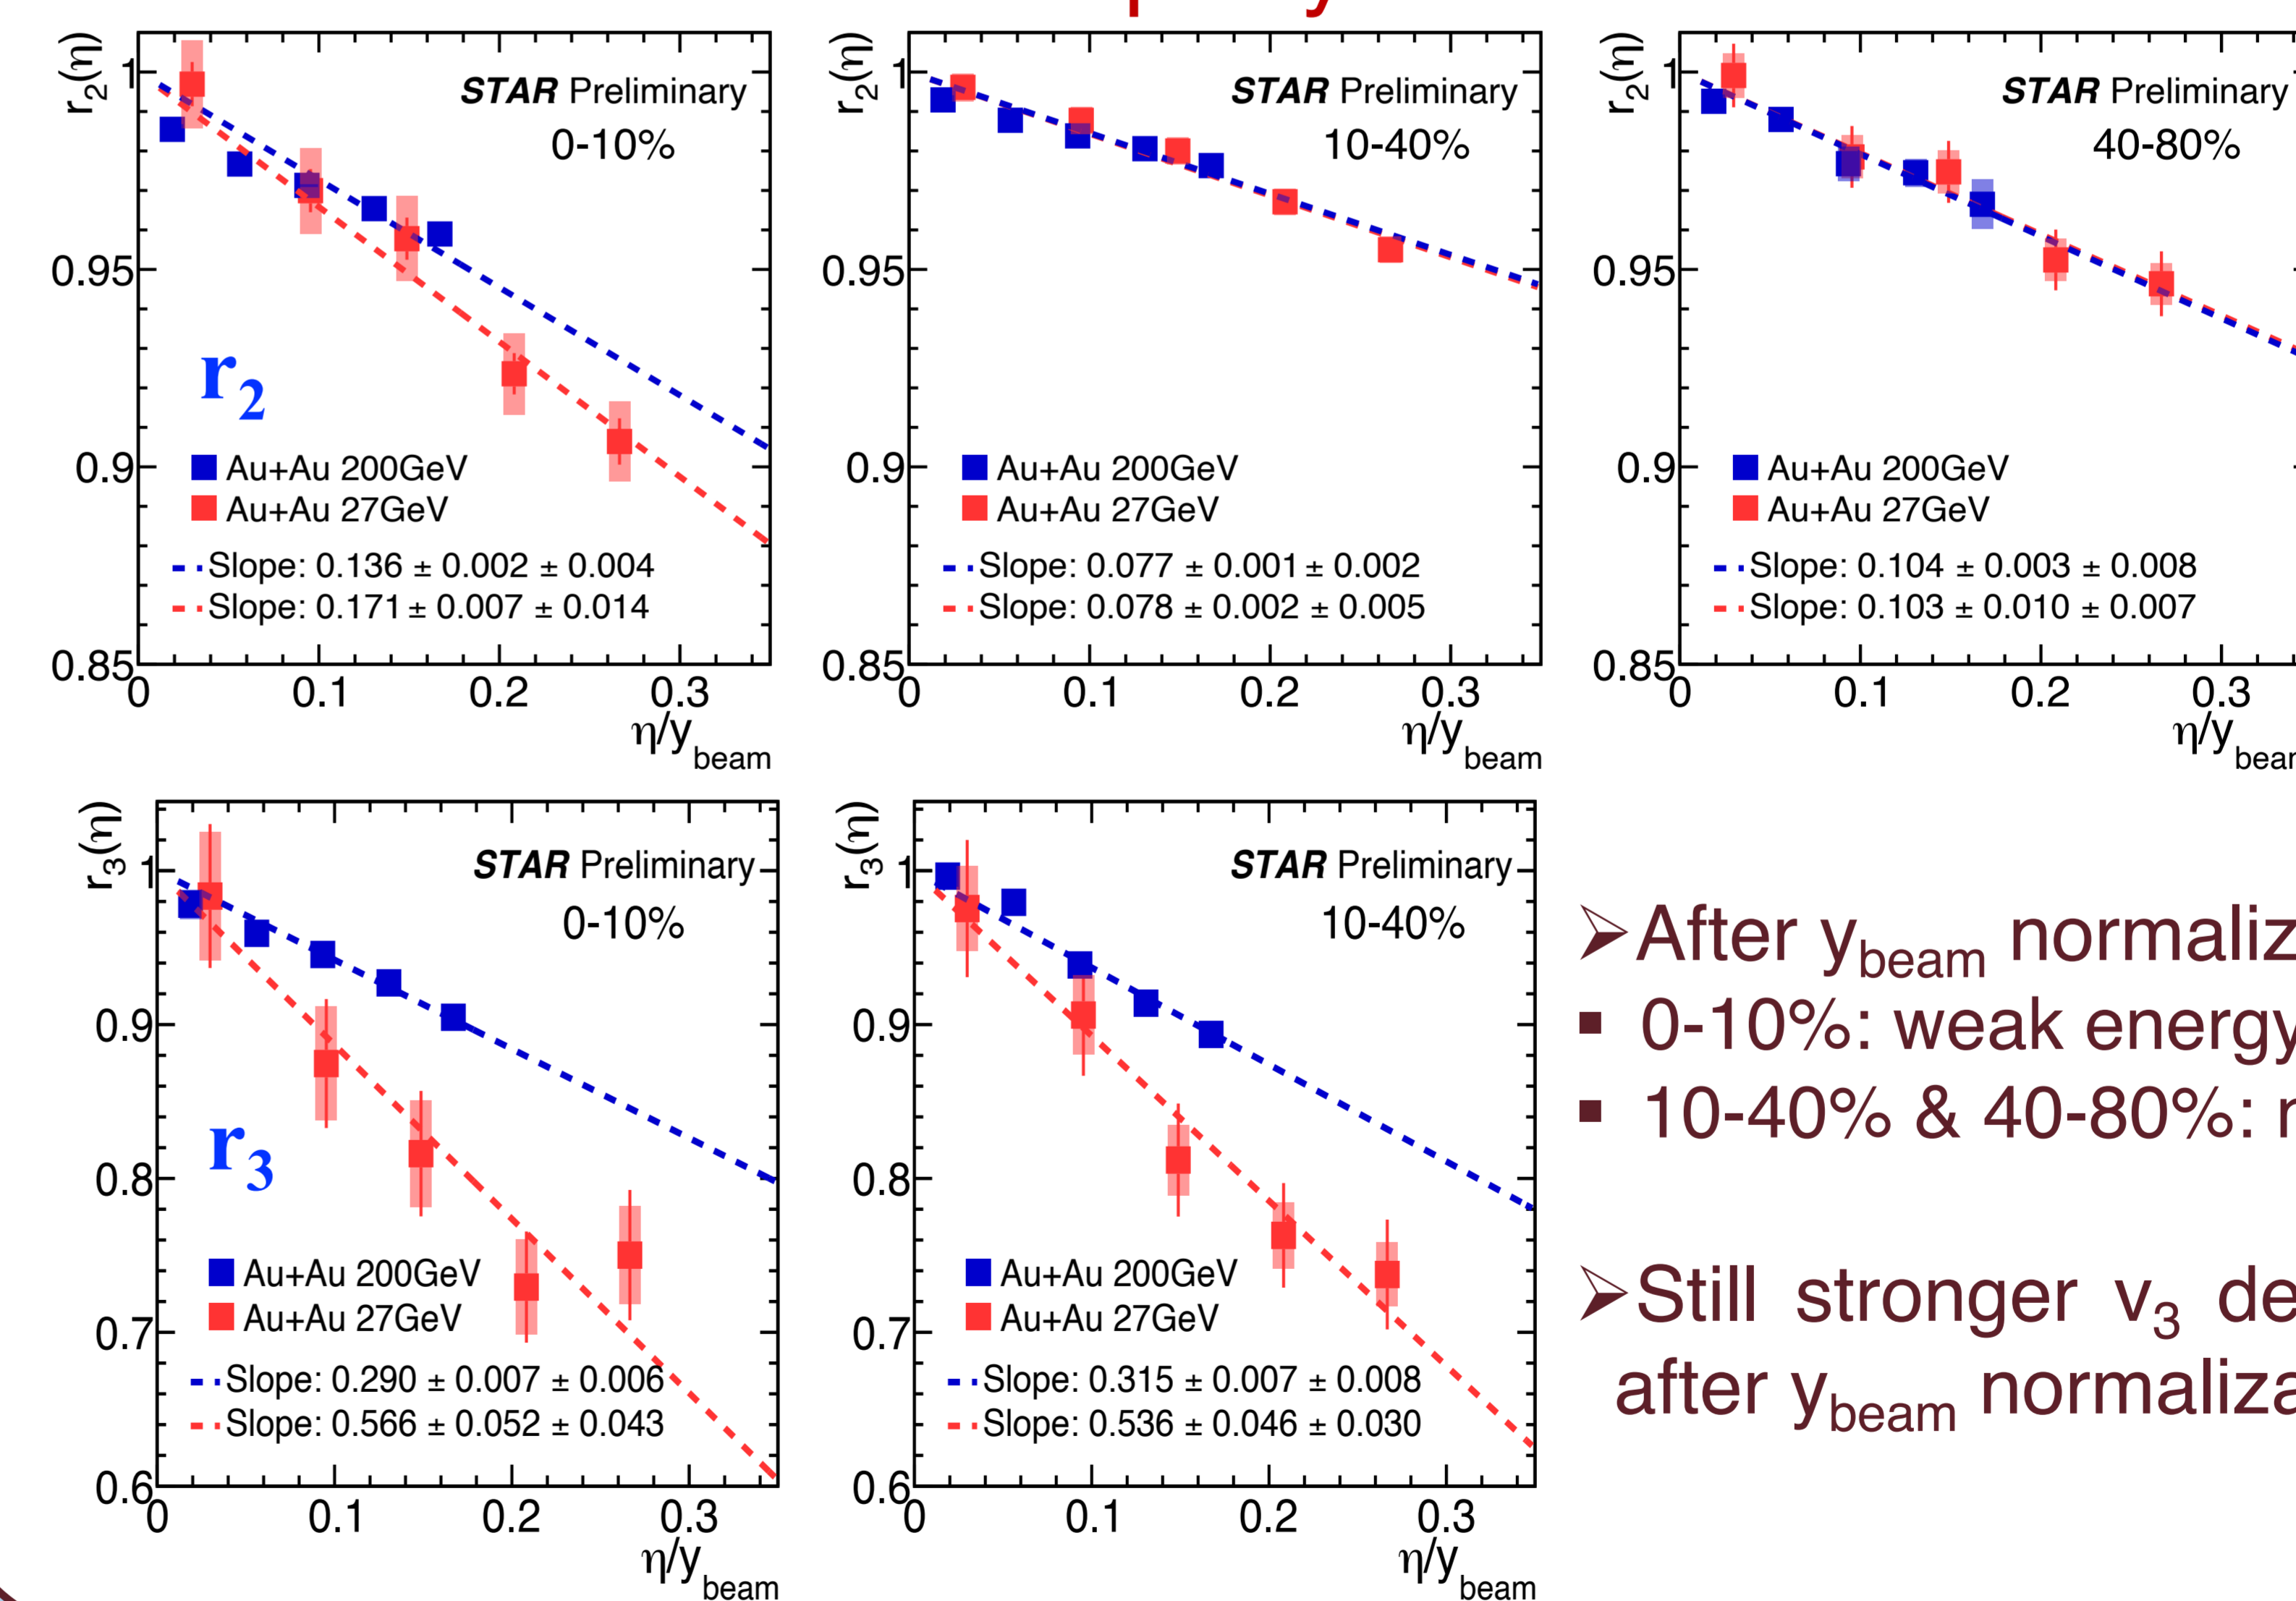 r2(η)
1
0.95
0.9
0.85
STAR Preliminary
0-10%
r2
Au+Au 200GeV
Au+Au 27GeV
Slope: 0.136 ± 0.002 ± 0.004
Slope: 0.171 ± 0.007 ± 0.014
0 0.1 0.2 0.3
η/ybeam
r2(η)
1
0.95
0.9
0.85
STAR Preliminary
10-40%
Au+Au 200GeV
Au+Au 27GeV
Slope: 0.077 ± 0.001 ± 0.002
Slope: 0.078 ± 0.002 ± 0.005
0 0.1 0.2 0.3
η/ybeam
r2(η)
1
0.95
0.9
0.85
STAR Preliminary
40-80%
Au+Au 200GeV
Au+Au 27GeV
Slope: 0.104 ± 0.003 ± 0.008
Slope: 0.103 ± 0.010 ± 0.007
0 0.1 0.2 0.3
η/ybeam
r3(η)
1
0.9
0.8
0.7
0.6
STAR Preliminary
0-10%
r3
Au+Au 200GeV
Au+Au 27GeV
Slope: 0.290 ± 0.007 ± 0.006
Slope: 0.566 ± 0.052 ± 0.043
0 0.1 0.2 0.3
η/ybeam
r3(η)
1
0.9
0.8
0.7
0.6
STAR Preliminary
10-40%
Au+Au 200GeV
Au+Au 27GeV
Slope: 0.315 ± 0.007 ± 0.008
Slope: 0.536 ± 0.046 ± 0.030
0 0.1 0.2 0.3
η/ybeam
➢After ybeam normaliz
▪ 0-10%: weak energy
▪ 10-40% & 40-80%:
➢Still stronger v3 de
after ybeam normaliza